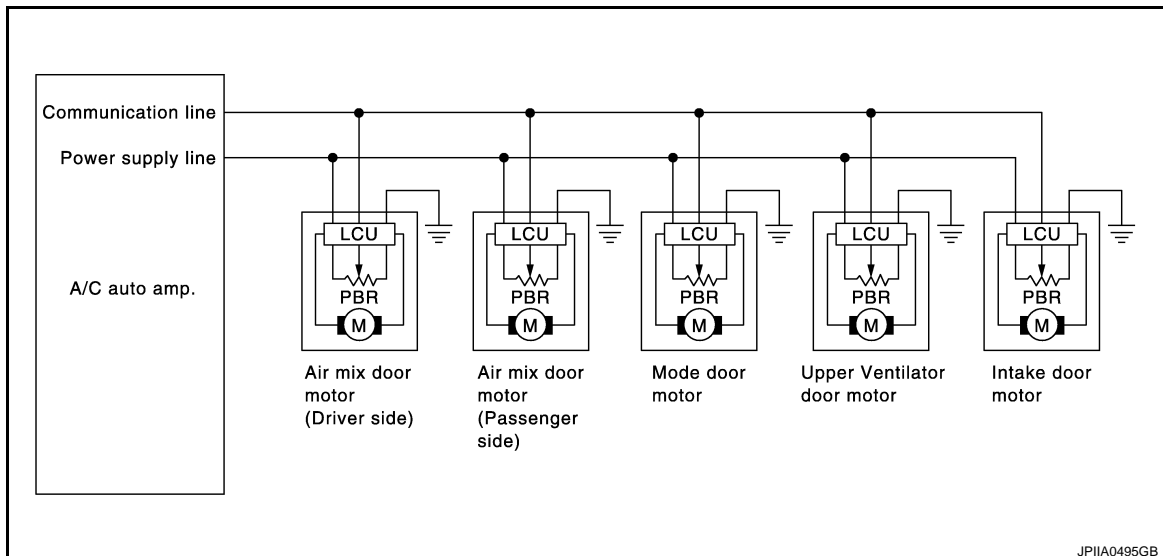 Communication line
Power supply line
A/C auto amp.
LCU
PBR
M
LCU
PBR
M
LCU
PBR
M
LCU
PBR
M
LCU
PBR
M
Air mix door
motor
(Driver side)
Air mix door
motor
(Passenger
side)
Mode door
motor
Upper Ventilator
door motor
Intake door
motor
JPIIA0495GB